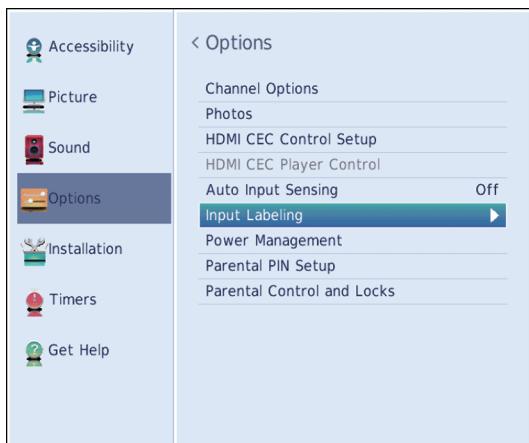 Accessibility
Picture
Sound
Options
Installation
Timers
Get Help
< Options
Channel Options
Photos
HDMI CEC Control Setup
HDMI CEC Player Control
Auto Input Sensing Off
Input Labeling
Power Management
Parental PIN Setup
Parental Control and Locks